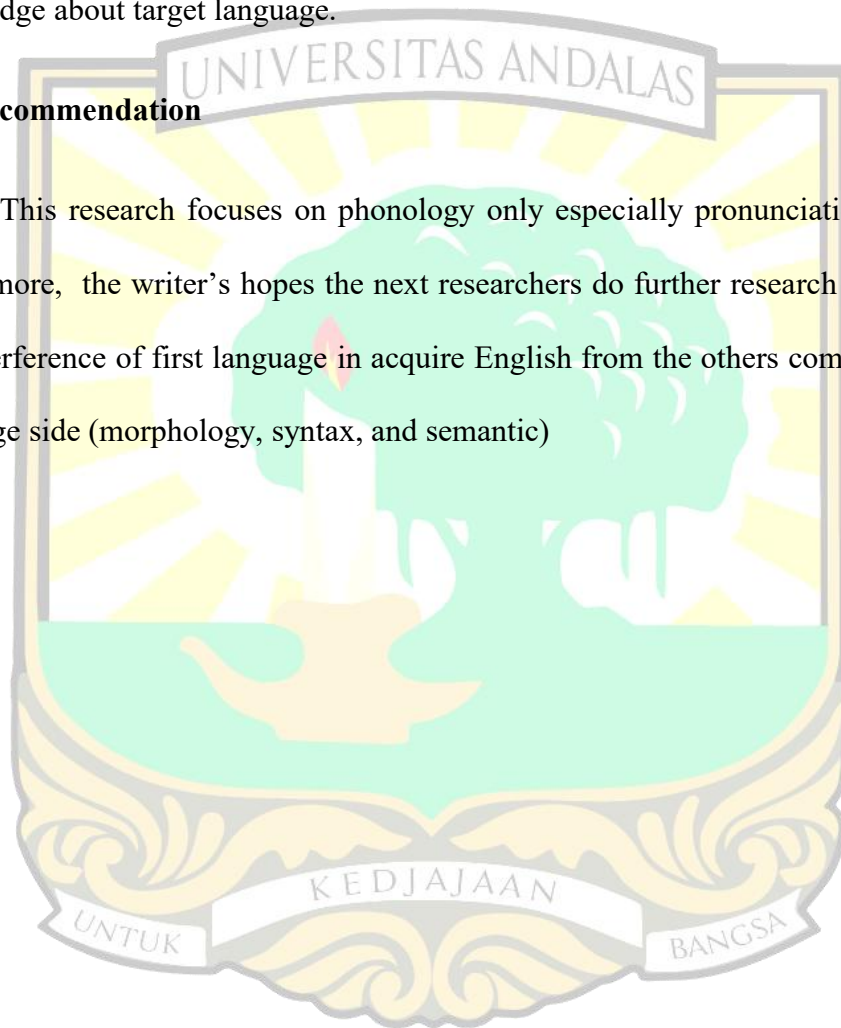 dge about target language.
UNIVERSITAS ANDALAS
commendation
This research focuses on phonology only especially pronunciati
more, the writer's hopes the next researchers do further research
erference of first language in acquire English from the others com
ge side (morphology, syntax, and semantic)
KEDJAJAAN
UNTUK
BANGSA